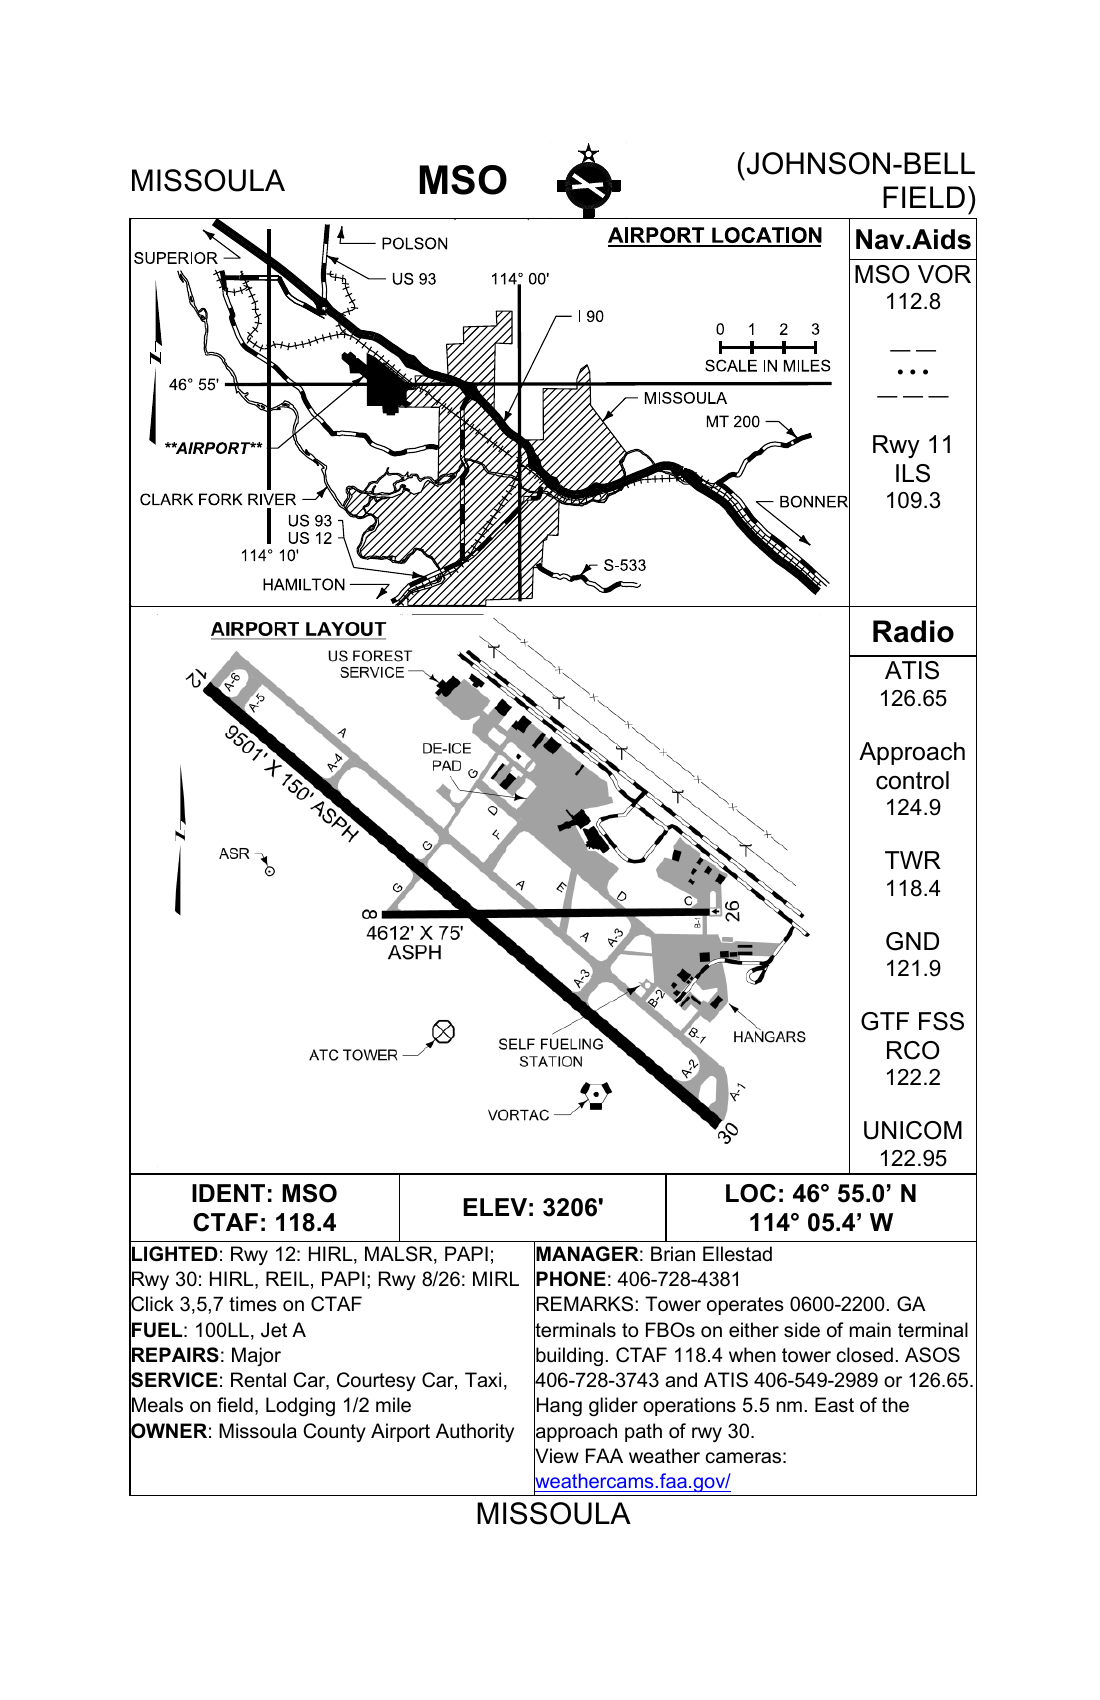 MISSOULA
MSO
(JOHNSON-BELL
FIELD)
AIRPORT LOCATION
SUPERIOR
POLSON
US 93
114° 00'
I 90
0 1 2 3
SCALE IN MILES
N
46° 55'
MISSOULA
MT 200
**AIRPORT**
CLARK FORK RIVER
BONNER
US 93
US 12
114° 10'
S-533
HAMILTON
Nav.Aids
MSO VOR
112.8
— —
• • •
— — —
Rwy 11
ILS
109.3
AIRPORT LAYOUT
US FOREST
SERVICE
12
A-6
A-5
A
9501' X 150' ASPH
A-4
DE-ICE
PAD
G
D
F
G
N
ASR
G
A
E
D
C
8
26
B-1
4612' X 75'
ASPH
A
A-3
A-3
B-2
SELF FUELING
STATION
B-1
HANGARS
ATC TOWER
A-2
A-1
VORTAC
30
Radio
ATIS
126.65
Approach
control
124.9
TWR
118.4
GND
121.9
GTF FSS
RCO
122.2
UNICOM
122.95
IDENT: MSO
CTAF: 118.4
ELEV: 3206'
LOC: 46° 55.0’ N
114° 05.4’ W
LIGHTED: Rwy 12: HIRL, MALSR, PAPI;
Rwy 30: HIRL, REIL, PAPI; Rwy 8/26: MIRL
Click 3,5,7 times on CTAF
FUEL: 100LL, Jet A
REPAIRS: Major
SERVICE: Rental Car, Courtesy Car, Taxi,
Meals on field, Lodging 1/2 mile
OWNER: Missoula County Airport Authority
MANAGER: Brian Ellestad
PHONE: 406-728-4381
REMARKS: Tower operates 0600-2200. GA
terminals to FBOs on either side of main terminal
building. CTAF 118.4 when tower closed. ASOS
406-728-3743 and ATIS 406-549-2989 or 126.65.
Hang glider operations 5.5 nm. East of the
approach path of rwy 30.
View FAA weather cameras:
weathercams.faa.gov/
MISSOULA